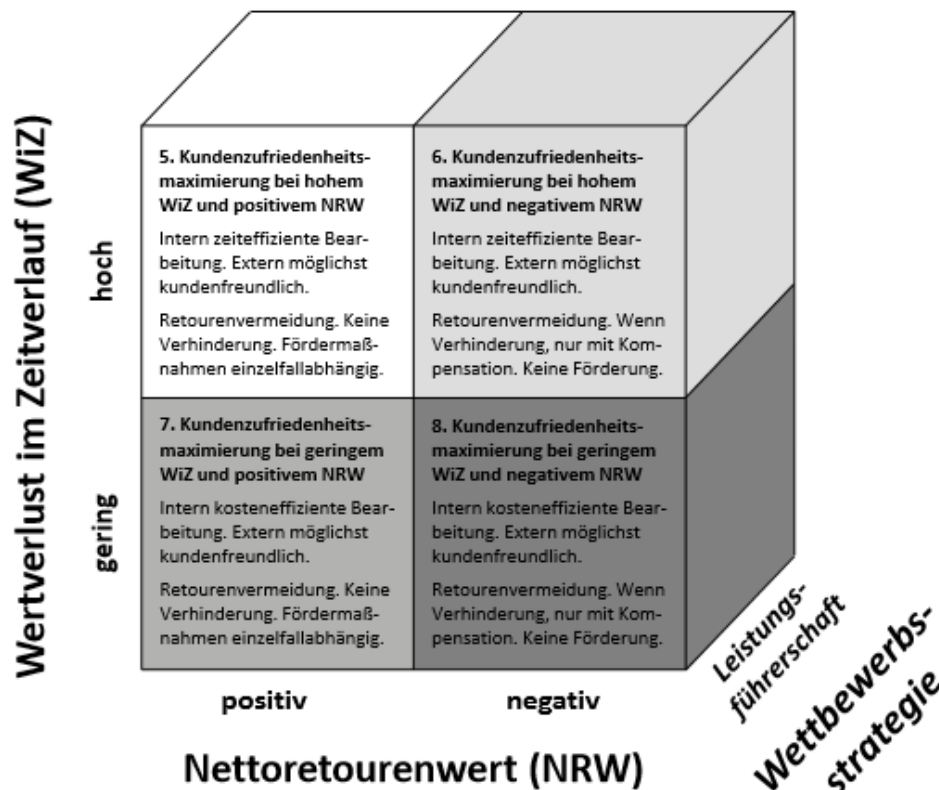 Wertverlust im Zeitverlauf (WiZ)
hoch
gering
5. Kundenzufriedenheits-
maximierung bei hohem
WiZ und positivem NRW
Intern zeiteffiziente Bear-
beitung. Extern möglichst
kundenfreundlich.
Retourenvermeidung. Keine
Verhinderung. Fördermaß-
nahmen einzelfallabhängig.
6. Kundenzufriedenheits-
maximierung bei hohem
WiZ und negativem NRW
Intern zeiteffiziente Bear-
beitung. Extern möglichst
kundenfreundlich.
Retourenvermeidung. Wenn
Verhinderung, nur mit Kom-
pensation. Keine Förderung.
7. Kundenzufriedenheits-
maximierung bei geringem
WiZ und positivem NRW
Intern kosteneffiziente Bear-
beitung. Extern möglichst
kundenfreundlich.
Retourenvermeidung. Keine
Verhinderung. Fördermaß-
nahmen einzelfallabhängig.
8. Kundenzufriedenheits-
maximierung bei geringem
WiZ und negativem NRW
Intern kosteneffiziente Bear-
beitung. Extern möglichst
kundenfreundlich.
Retourenvermeidung. Wenn
Verhinderung, nur mit Kom-
pensation. Keine Förderung.
positiv
negativ
Nettoretourenwert (NRW)
Leistungs-
führerschaft
Wettbewerbs-
strategie